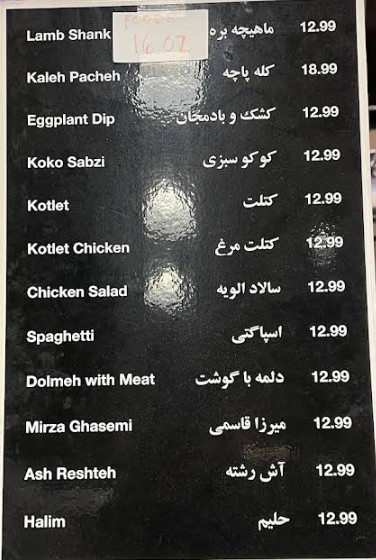 FOOD
16.02
Lamb Shank ماهیچه بره 12.99
Kaleh Pacheh کله پاچه 18.99
Eggplant Dip کشک و بادمجان 12.99
Koko Sabzi کوکو سبزی 12.99
Kotlet کتلت 12.99
Kotlet Chicken کتلت مرغ 12.99
Chicken Salad سالاد الویه 12.99
Spaghetti اسپاگتی 12.99
Dolmeh with Meat دلمه با گوشت 12.99
Mirza Ghasemi میرزا قاسمی 12.99
Ash Reshteh آش رشته 12.99
Halim حلیم 12.99